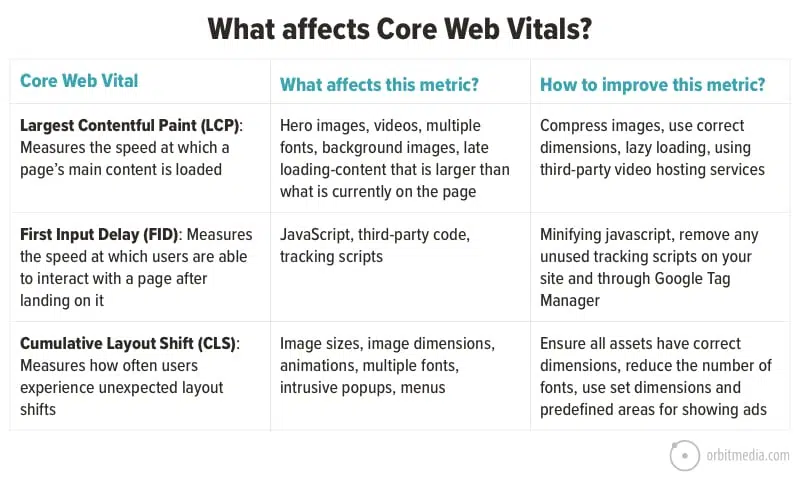 What affects Core Web Vitals?
Core Web Vital
What affects this metric?
How to improve this metric?
Largest Contentful Paint (LCP):
Measures the speed at which a
page's main content is loaded
Hero images, videos, multiple
fonts, background images, late
loading-content that is larger than
what is currently on the page
Compress images, use correct
dimensions, lazy loading, using
third-party video hosting services
First Input Delay (FID): Measures
the speed at which users are able
to interact with a page after
landing on it
JavaScript, third-party code,
tracking scripts
Minifying javascript, remove any
unused tracking scripts on your
site and through Google Tag
Manager
Cumulative Layout Shift (CLS):
Measures how often users
experience unexpected layout
shifts
Image sizes, image dimensions,
animations, multiple fonts,
intrusive popups, menus
Ensure all assets have correct
dimensions, reduce the number of
fonts, use set dimensions and
predefined areas for showing ads
orbitmedia.com